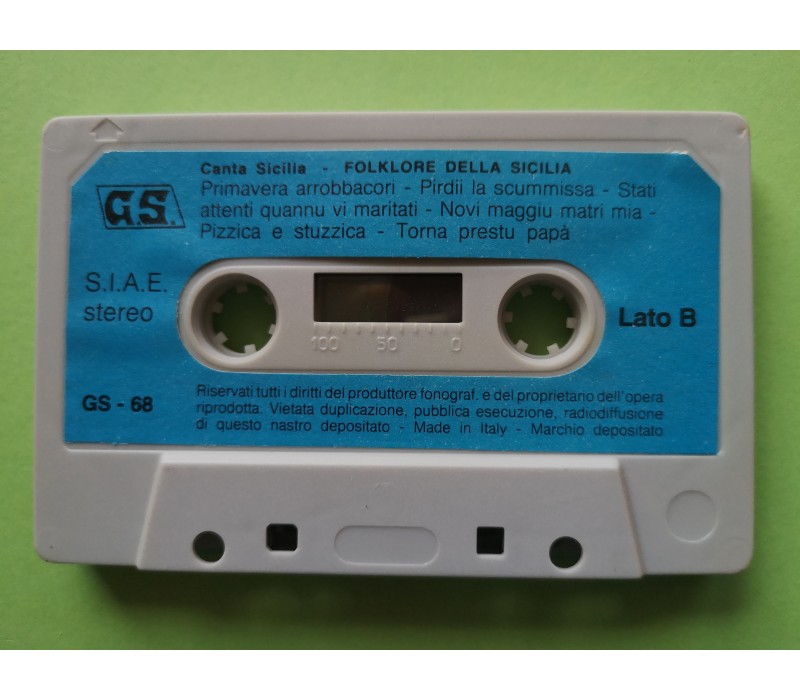 G.S.
Canta Sicilia - FOLKLORE DELLA SICILIA
Primavera arrobbacori - Pirdii la scummissa - Stati
attenti quannu vi maritati - Novi maggiu matri mia -
Pizzica e stuzzica - Torna prestu papà
S.I.A.E.
stereo
100 50 0
Lato B
GS - 68
Riservati tutti i diritti del produttore fonograf. e del proprietario dell'opera
riprodotta. Vietata duplicazione, pubblica esecuzione, radiodiffusione
di questo nastro depositato - Made in Italy - Marchio depositato